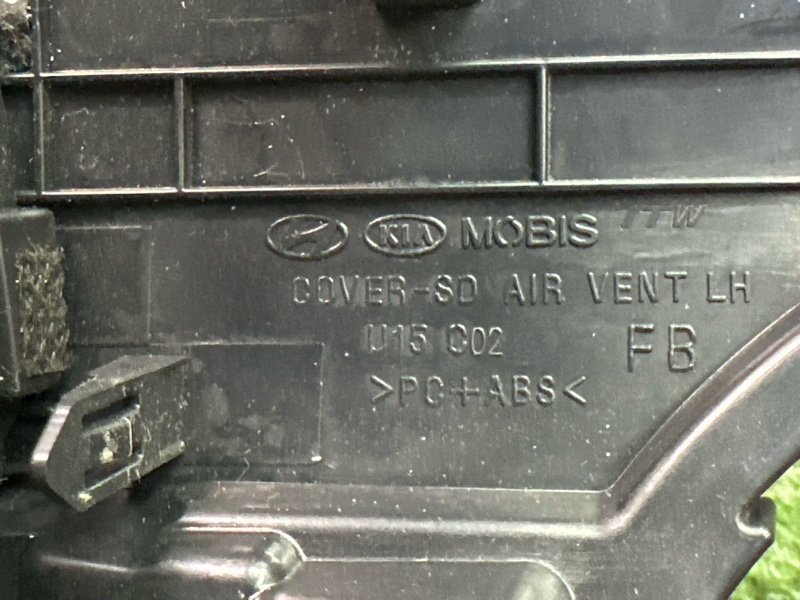 KIA MOBIS ITW
COVER-SD AIR VENT LH
U15 C02 FB
>PC+ABS<